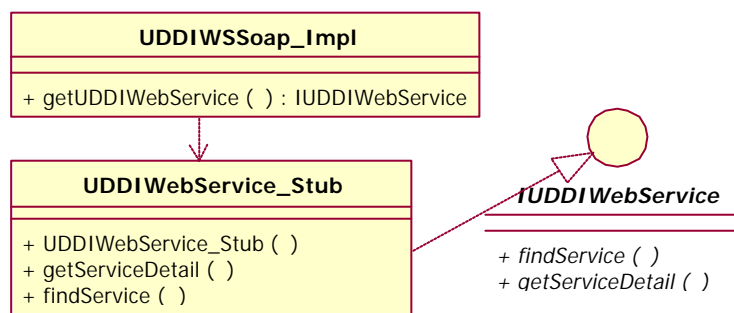 UDDIWSSoap_Impl
+ getUDDIWebService ( ) : IUDDIWebService
UDDIWebService_Stub
+ UDDIWebService_Stub ( )
+ getServiceDetail ( )
+ findService ( )
IUDDIWebService
+ findService ( )
+ getServiceDetail ( )